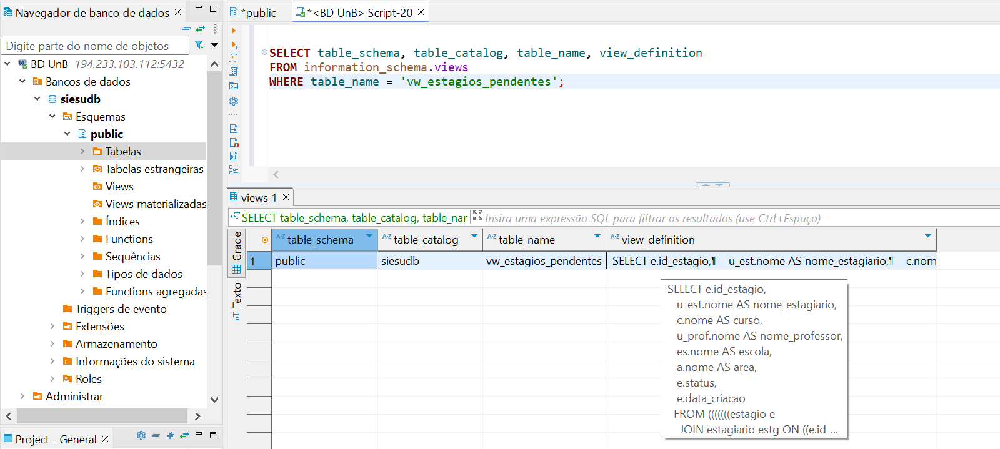 Navegador de banco de dados
Digite parte do nome de objetos
BD UnB 194.233.103.112:5432
Bancos de dados
siesudb
Esquemas
public
Tabelas
Tabelas estrangeiras
Views
Views materializadas
Índices
Functions
Sequências
Tipos de dados
Functions agregadas
Triggers de evento
Extensões
Armazenamento
Informações do sistema
Roles
Administrar
Project - General
*public
*<BD UnB> Script-20
SELECT table_schema, table_catalog, table_name, view_definition
FROM information_schema.views
WHERE table_name = 'vw_estagios_pendentes';
views 1
SELECT table_schema, table_catalog, table_nar
Insira uma expressão SQL para filtrar os resultados (use Ctrl+Espaço)
Grade
Texto
A-Z table_schema A-Z table_catalog A-Z table_name A-Z view_definition
1 public siesudb vw_estagios_pendentes SELECT e.id_estagio,¶ u_est.nome AS nome_estagiario,¶ c.nom
SELECT e.id_estagio,
u_est.nome AS nome_estagiario,
c.nome AS curso,
u_prof.nome AS nome_professor,
es.nome AS escola,
a.nome AS area,
e.status,
e.data_criacao
FROM (((((((estagio e
JOIN estagiario estg ON ((e.id_...